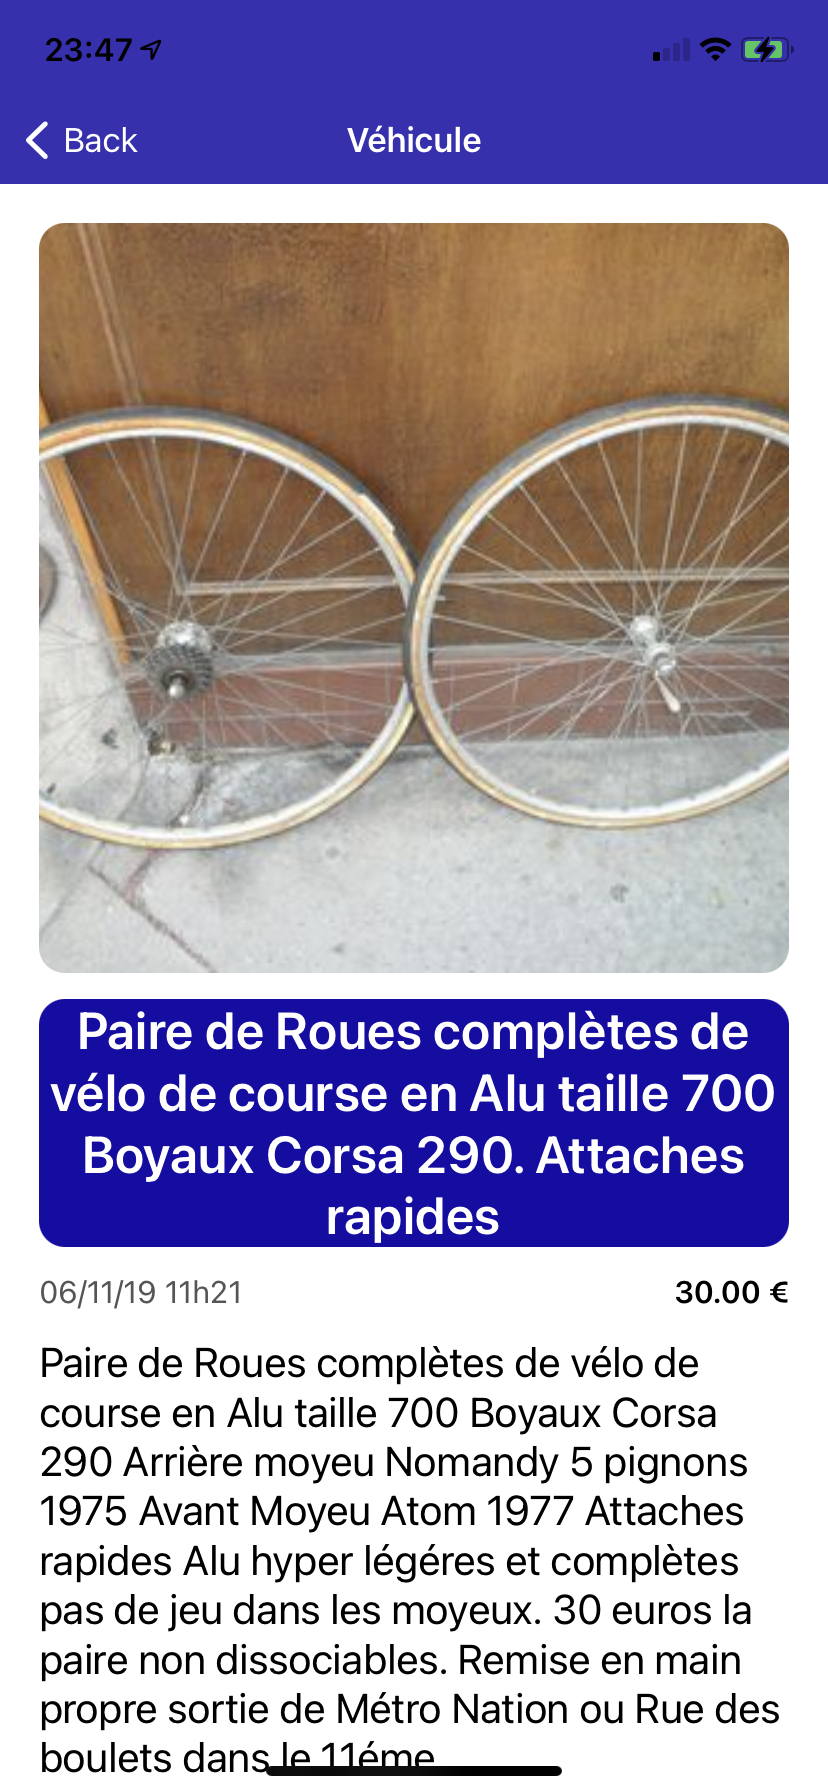 23:47
Back
Véhicule
Paire de Roues complètes de
vélo de course en Alu taille 700
Boyaux Corsa 290. Attaches
rapides
06/11/19 11h21
30.00 €
Paire de Roues complètes de vélo de
course en Alu taille 700 Boyaux Corsa
290 Arrière moyeu Nomandy 5 pignons
1975 Avant Moyeu Atom 1977 Attaches
rapides Alu hyper légéres et complètes
pas de jeu dans les moyeux. 30 euros la
paire non dissociables. Remise en main
propre sortie de Métro Nation ou Rue des
boulets dans le 11éme